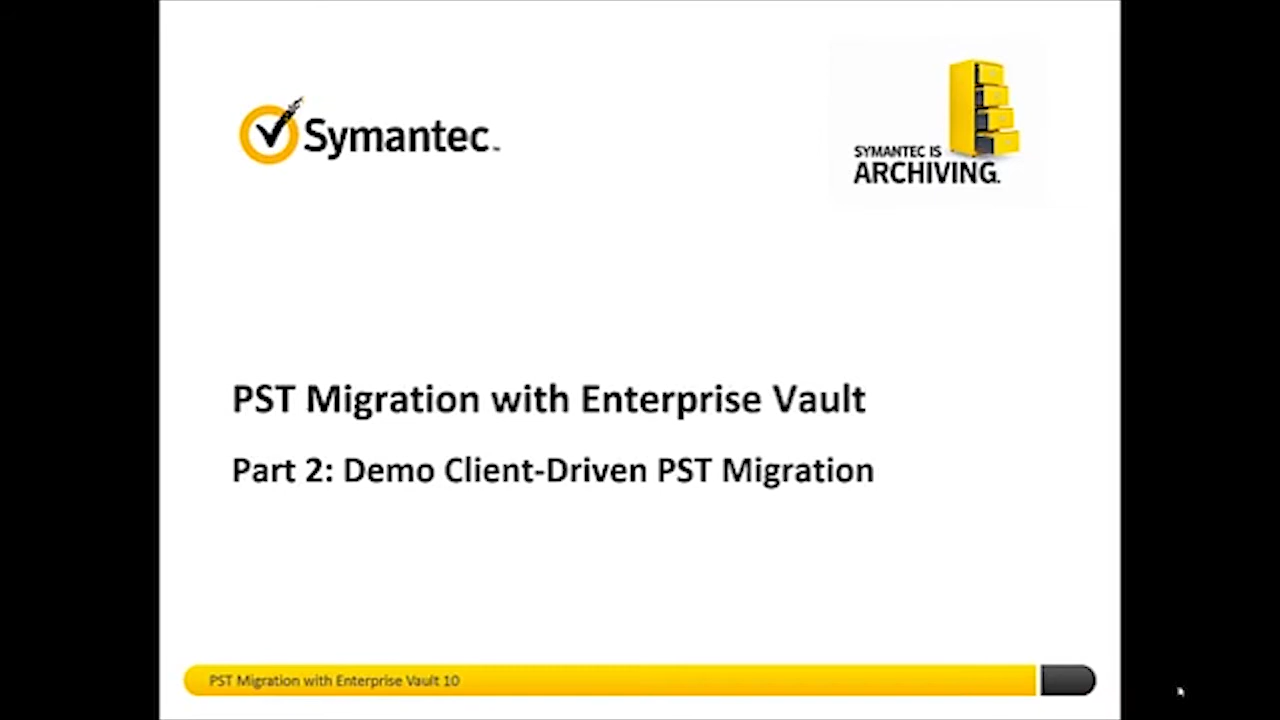 Symantec™
SYMANTEC IS
ARCHIVING.
PST Migration with Enterprise Vault
Part 2: Demo Client-Driven PST Migration
PST Migration with Enterprise Vault 10